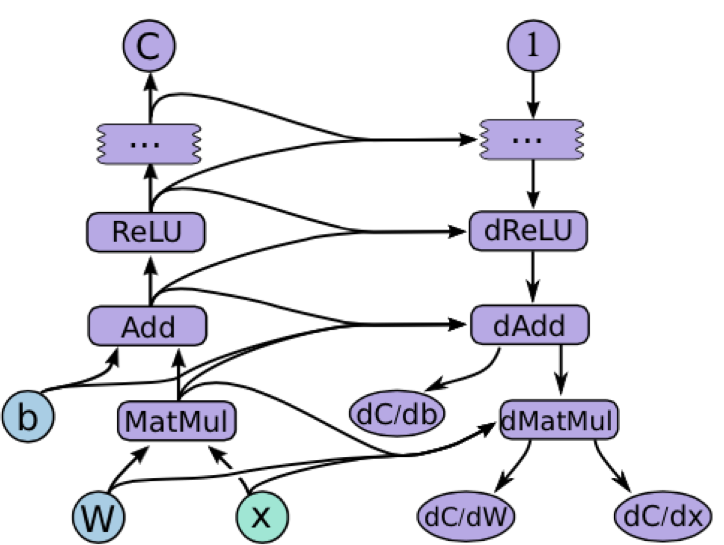 C
1
...
...
ReLU
dReLU
Add
dAdd
b
MatMul
dC/db
dMatMul
W
x
dC/dW
dC/dx